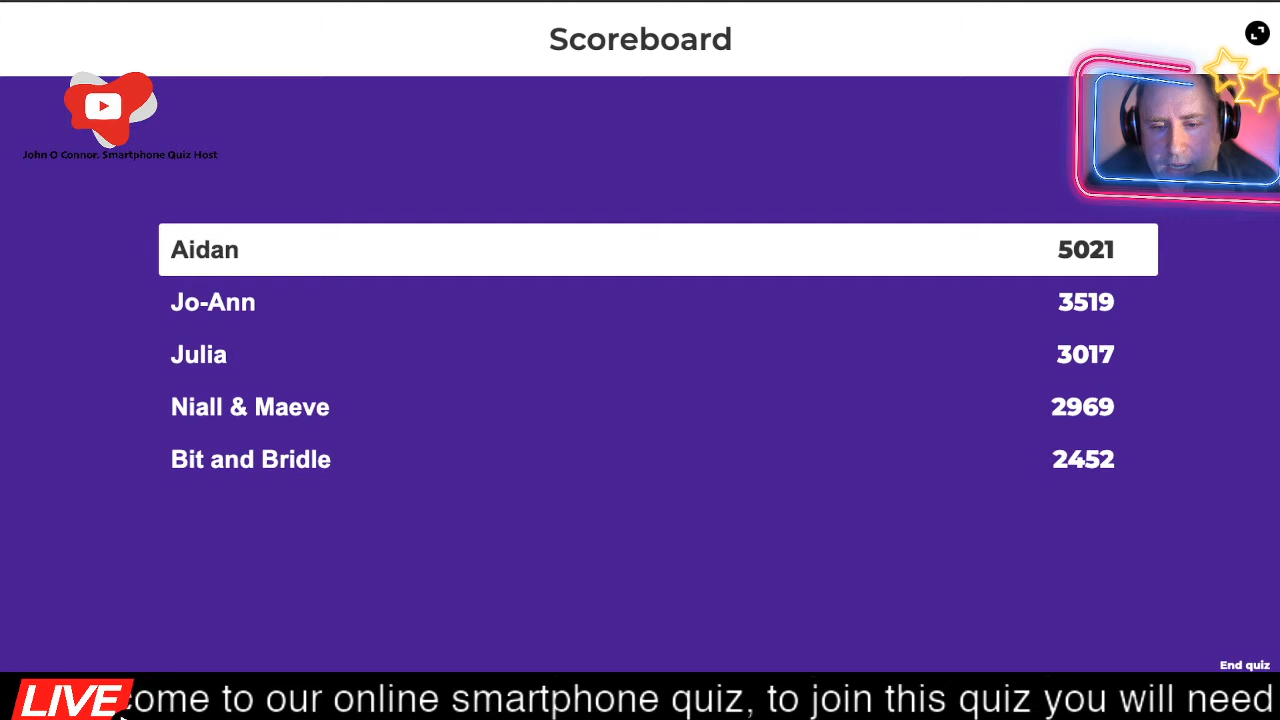 Scoreboard
John O Connor. Smartphone Quiz Host
Aidan 5021
Jo-Ann 3519
Julia 3017
Niall & Maeve 2969
Bit and Bridle 2452
End quiz
LIVE come to our online smartphone quiz, to join this quiz you will need